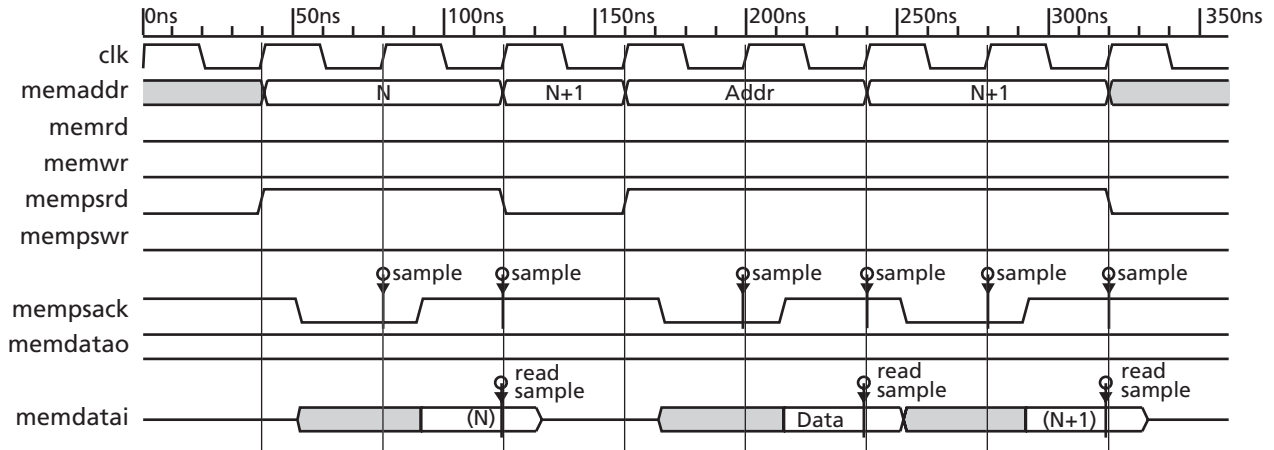 0ns 50ns 100ns 150ns 200ns 250ns 300ns 350ns
clk
memaddr N N+1 Addr N+1
memrd
memwr
mempsrd
mempswr
sample sample sample sample sample sample
mempsack
memdatao
read read read
sample sample sample
memdatai (N) Data (N+1)